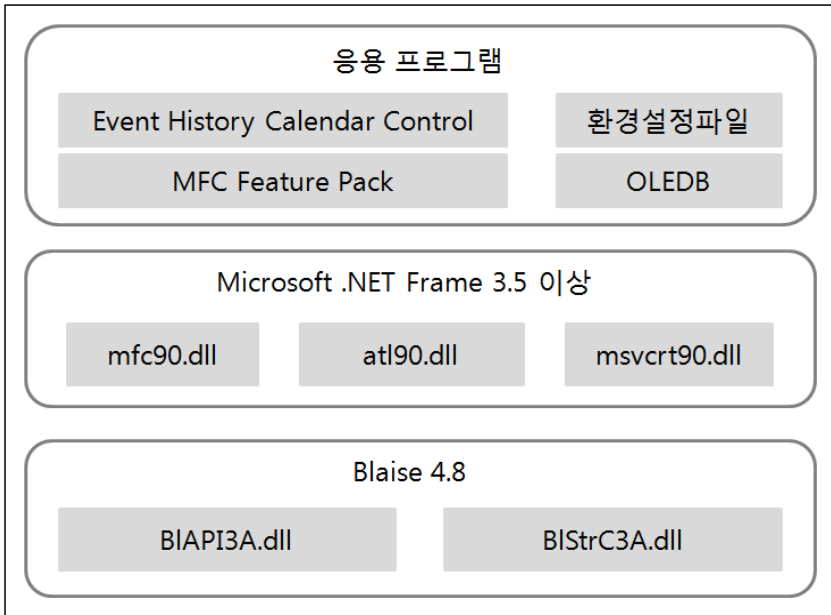 응용 프로그램
Event History Calendar Control
환경설정파일
MFC Feature Pack
OLEDB
Microsoft .NET Frame 3.5 이상
mfc90.dll
atl90.dll
msvcrt90.dll
Blaise 4.8
BlAPI3A.dll
BlStrC3A.dll